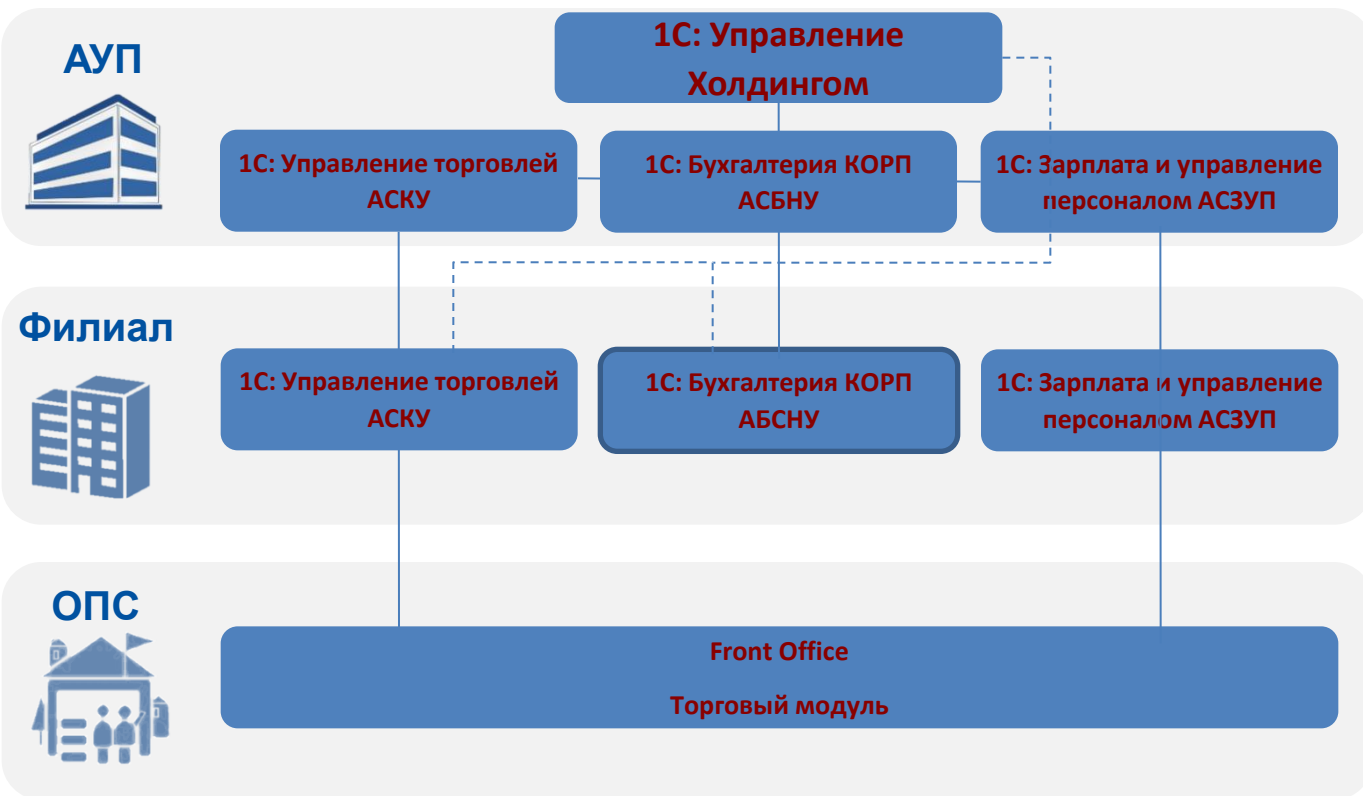 АУП
1С: Управление
Холдингом
1С: Управление торговлей
АСКУ
1С: Бухгалтерия КОРП
АСБНУ
1С: Зарплата и управление
персоналом АСЗУП
Филиал
1С: Управление торговлей
АСКУ
1С: Бухгалтерия КОРП
АБСНУ
1С: Зарплата и управление
персоналом АСЗУП
ОПС
Front Office
Торговый модуль